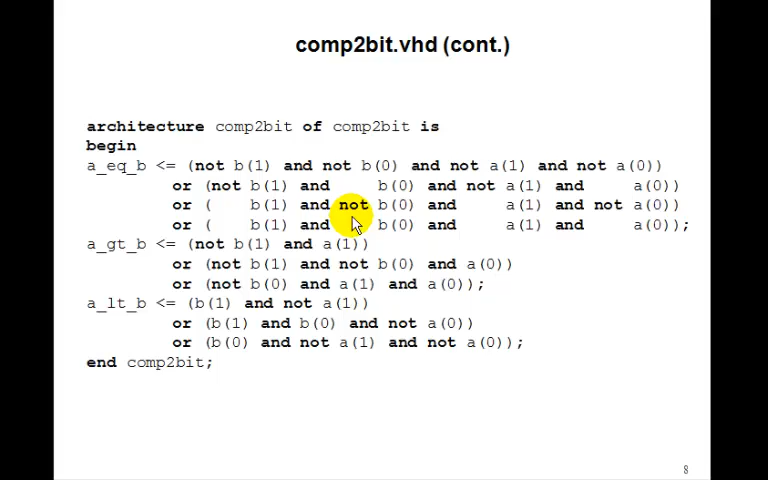 comp2bit.vhd (cont.)
architecture comp2bit of comp2bit is
begin
a_eq_b <= (not b(1) and not b(0) and not a(1) and not a(0))
or (not b(1) and     b(0) and not a(1) and     a(0))
or (    b(1) and not b(0) and     a(1) and not a(0))
or (    b(1) and     b(0) and     a(1) and     a(0));
a_gt_b <= (not b(1) and a(1))
or (not b(1) and not b(0) and a(0))
or (not b(0) and a(1) and a(0));
a_lt_b <= (b(1) and not a(1))
or (b(1) and b(0) and not a(0))
or (b(0) and not a(1) and not a(0));
end comp2bit;
8